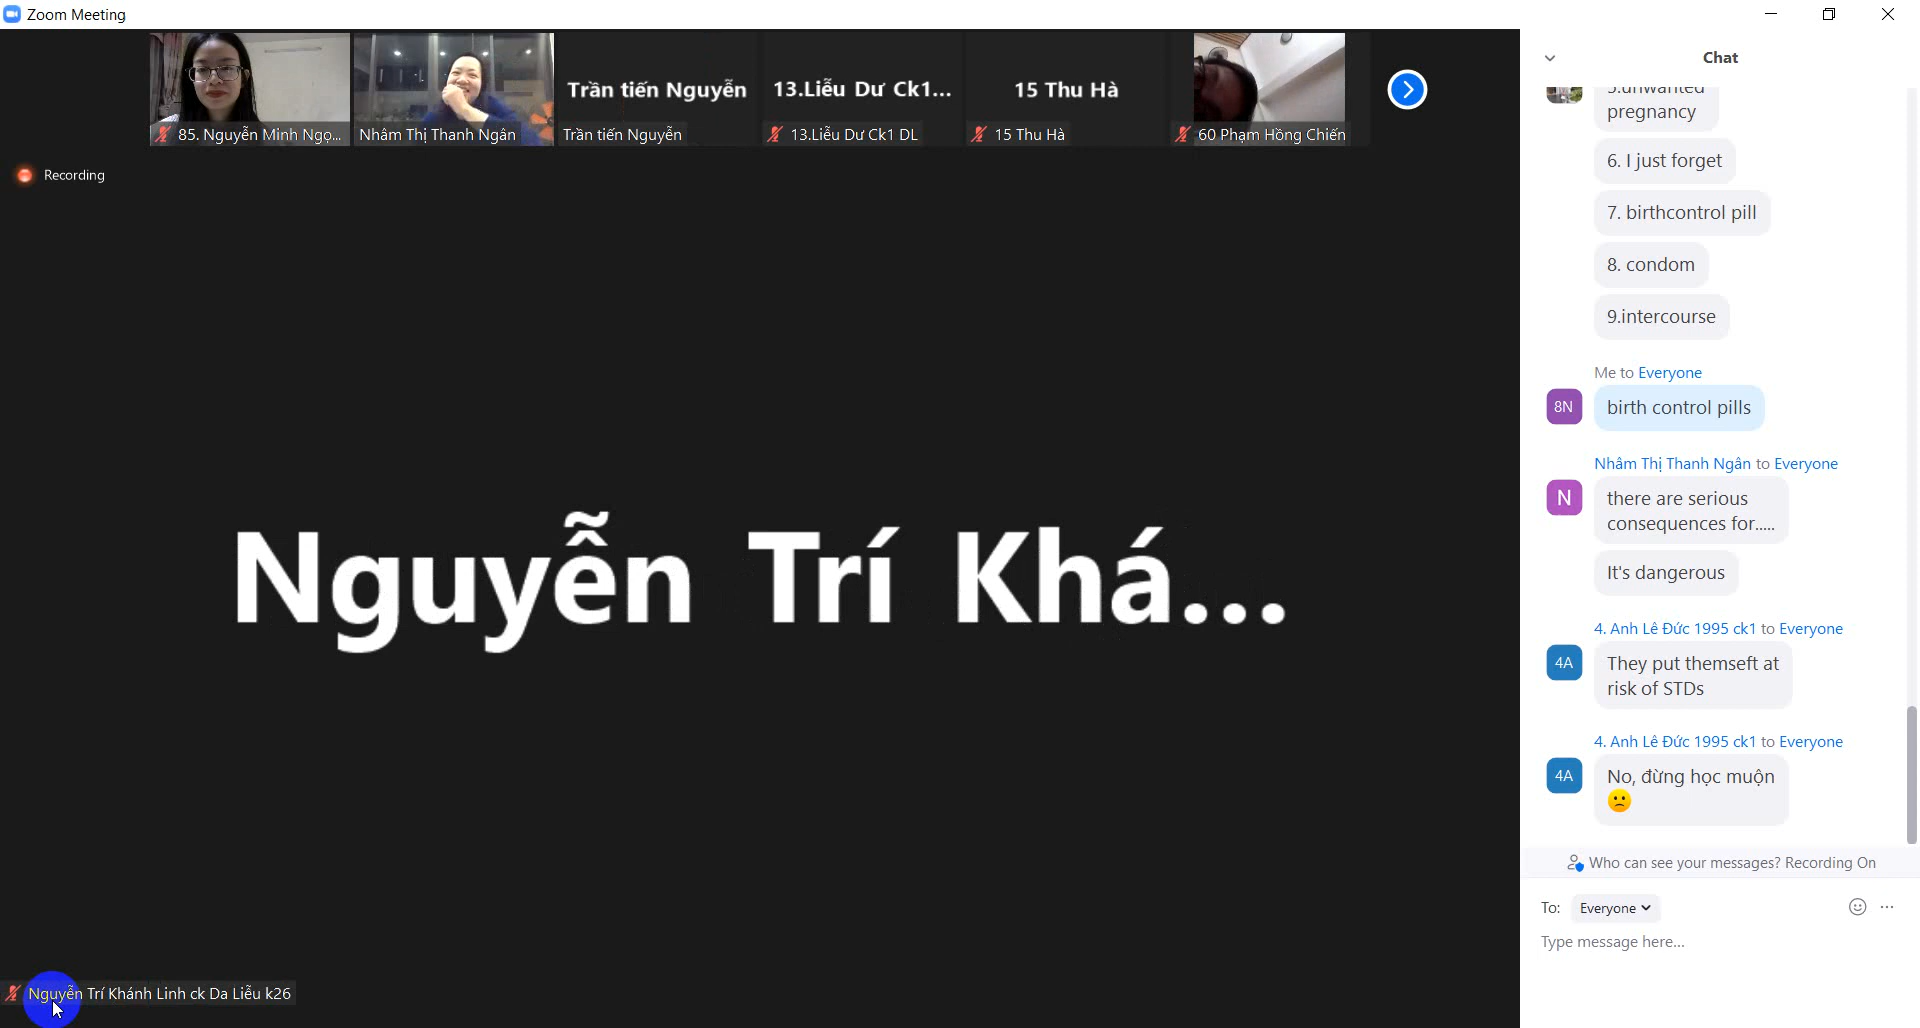 Zoom Meeting
Trần tiến Nguyễn
13.Liễu Dư Ck1...
15 Thu Hà
85. Nguyễn Minh Ngọ...
Nhâm Thị Thanh Ngân
Trần tiến Nguyễn
13.Liễu Dư Ck1 DL
15 Thu Hà
60 Phạm Hồng Chiến
Recording
Nguyễn Trí Khá...
Nguyễn Trí Khánh Linh ck Da Liễu k26
Chat
5.unwanted
pregnancy
6. I just forget
7. birthcontrol pill
8. condom
9.intercourse
Me to Everyone
8N
birth control pills
Nhâm Thị Thanh Ngân to Everyone
N
there are serious
consequences for.....
It's dangerous
4. Anh Lê Đức 1995 ck1 to Everyone
4A
They put themseft at
risk of STDs
4. Anh Lê Đức 1995 ck1 to Everyone
4A
No, đừng học muộn
Who can see your messages? Recording On
To: Everyone
Type message here...